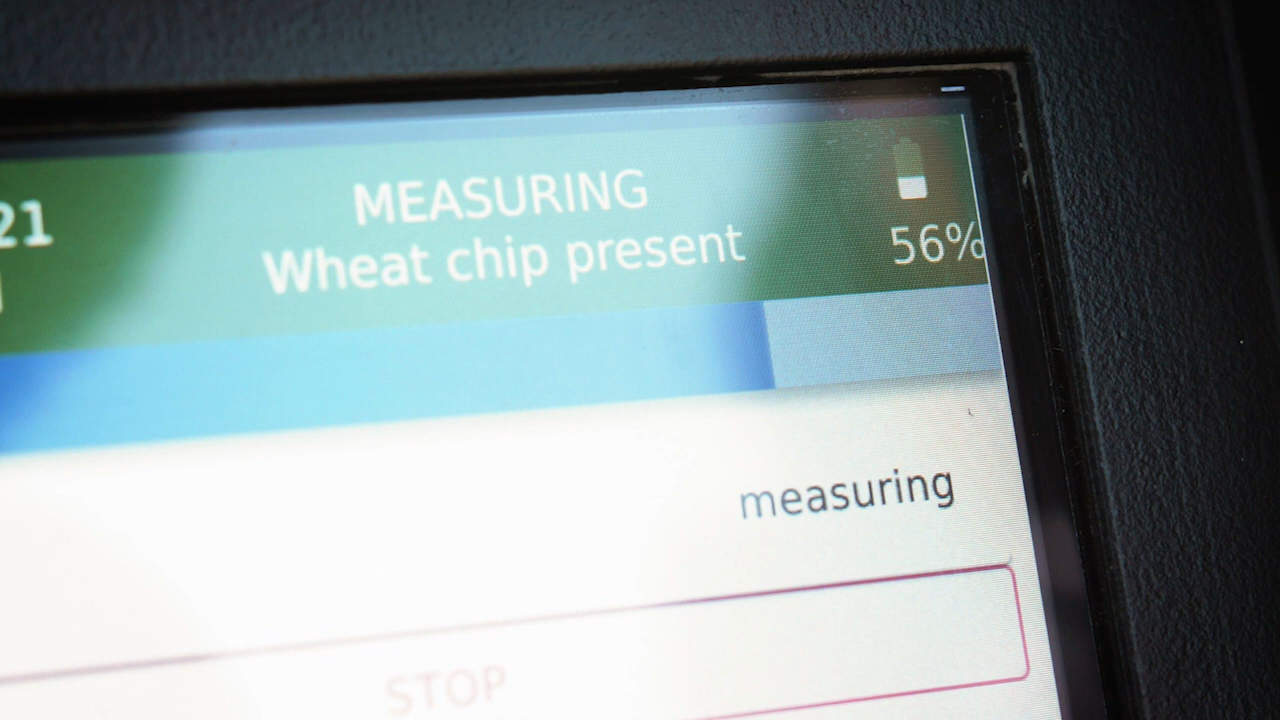 21
MEASURING
Wheat chip present
56%
measuring
STOP